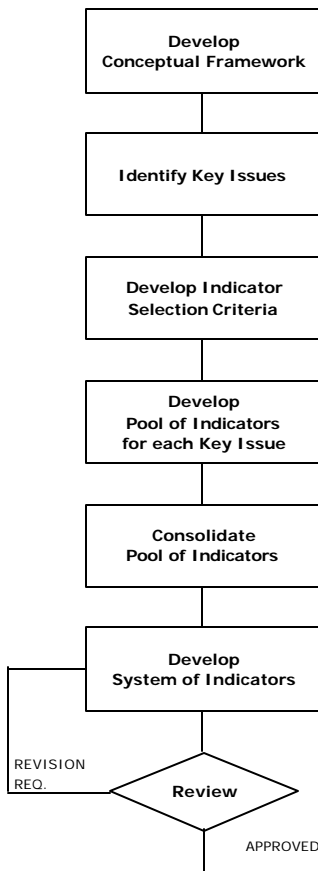 Develop
Conceptual Framework
Identify Key Issues
Develop Indicator
Selection Criteria
Develop
Pool of Indicators
for each Key Issue
Consolidate
Pool of Indicators
Develop
System of Indicators
REVISION
REQ.
Review
APPROVED